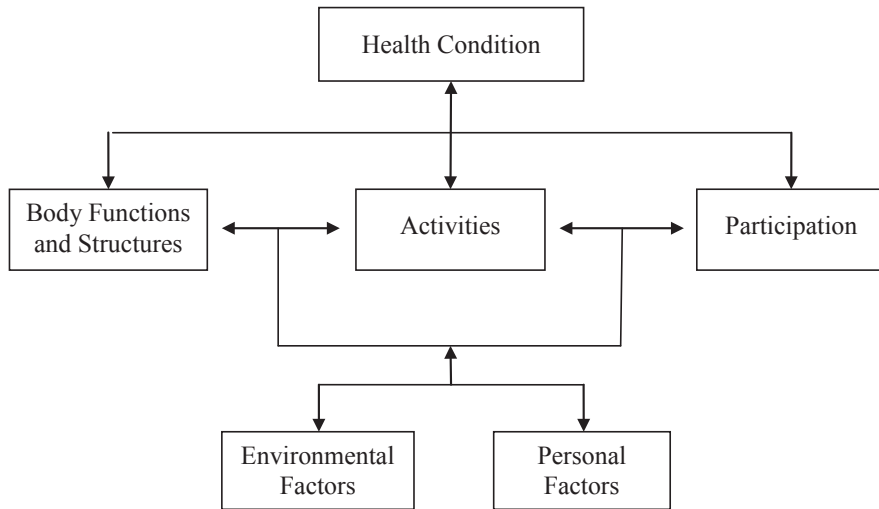 Health Condition
Body Functions
and Structures
Activities
Participation
Environmental
Factors
Personal
Factors